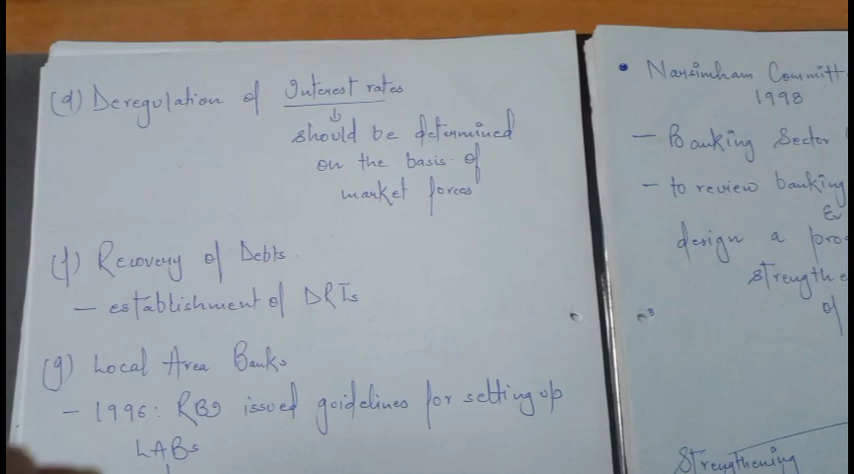 (d) Deregulation of Interest rates
↓
should be determined
on the basis of
market forces
(f) Recovery of Debts
- establishment of DRTs
(g) Local Area Banks
- 1996: RBI issued guidelines for setting up
LABs
• Narsimham Committ
1998
- Banking Sector
- to review banking
&
design a pro
strengthe
of
Strengthening